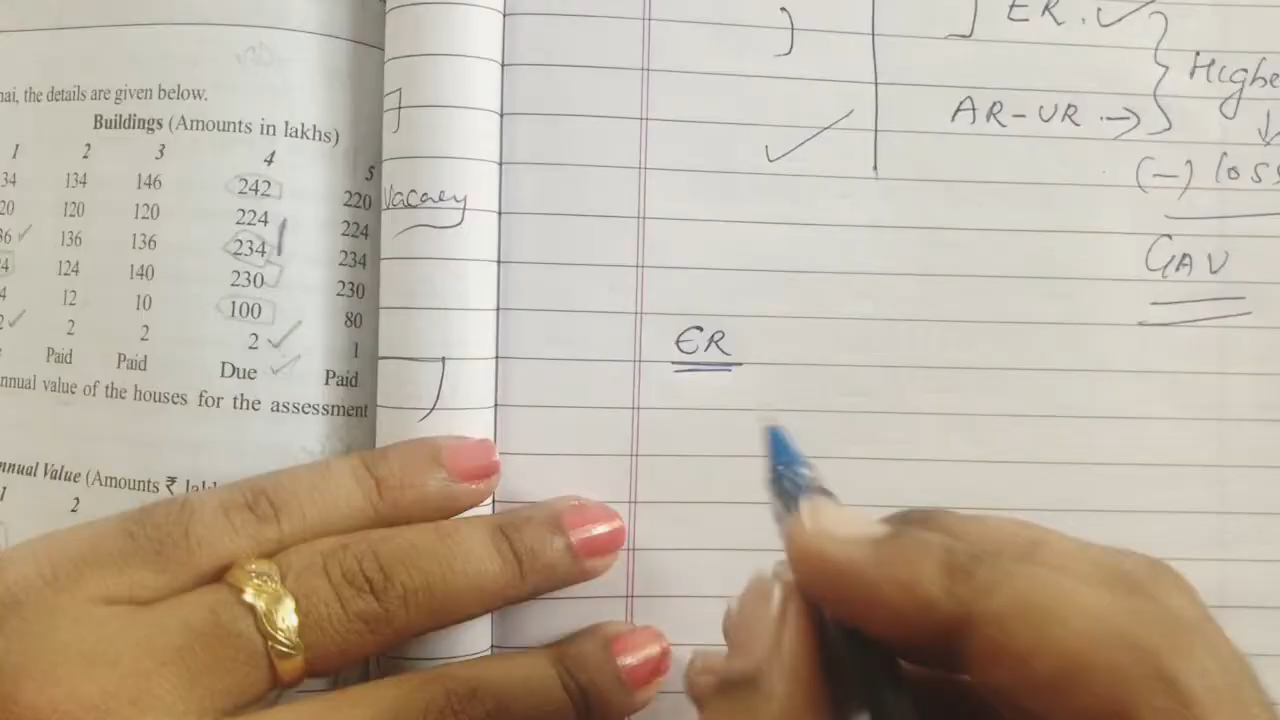 nai, the details are given below.
Buildings (Amounts in lakhs)
1 2 3 4 5
34 134 146 242 220
20 120 120 224 224
36 136 136 234 234
4 124 140 230 230
4 12 10 100 80
2 2 2 2 1
Paid Paid Due Paid
nnual value of the houses for the assessment
nnual Value (Amounts ₹ lak
1 2
Vacancy
ER.
AR-UR →
Highe
(-) loss
GAV
ER